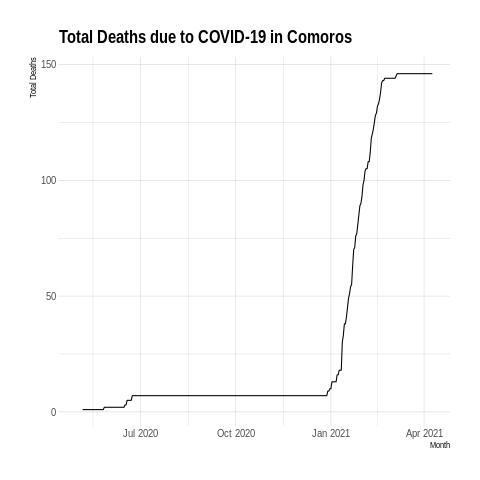 Total Deaths due to COVID-19 in Comoros
Total Deaths
150
100
50
0
Jul 2020 Oct 2020 Jan 2021 Apr 2021
Month